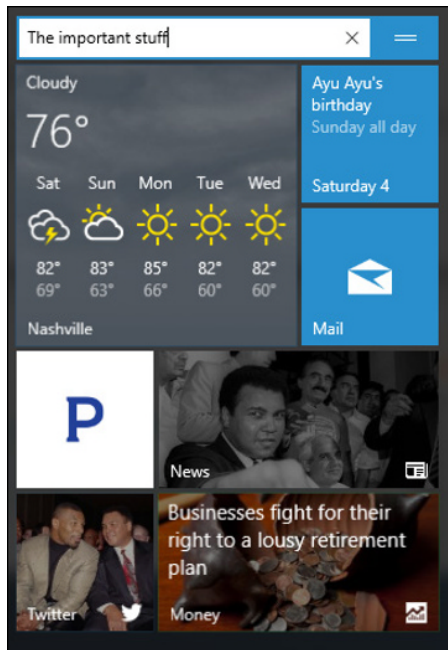 The important stuff
Cloudy
76°
Sat Sun Mon Tue Wed
82° 83° 85° 82° 82°
69° 63° 66° 60° 60°
Nashville
Ayu Ayu's
birthday
Sunday all day
Saturday 4
Mail
P
News
Twitter
Businesses fight for their
right to a lousy retirement
plan
Money